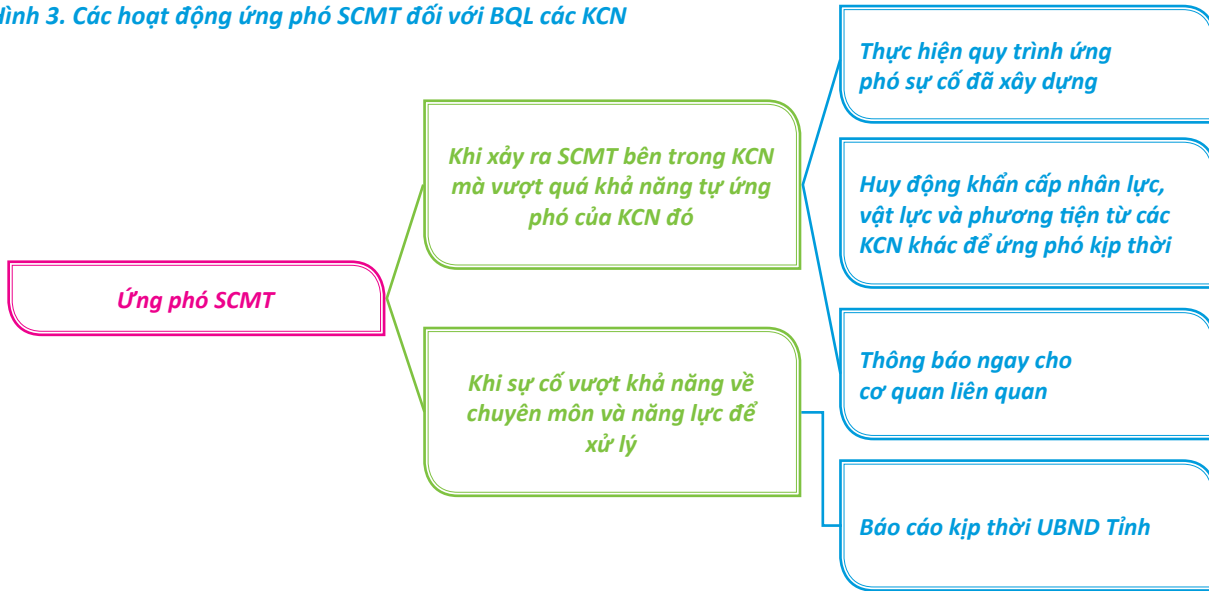 Hình 3. Các hoạt động ứng phó SCMT đối với BQL các KCN
Ứng phó SCMT
Khi xảy ra SCMT bên trong KCN
mà vượt quá khả năng tự ứng
phó của KCN đó
Thực hiện quy trình ứng
phó sự cố đã xây dựng
Huy động khẩn cấp nhân lực,
vật lực và phương tiện từ các
KCN khác để ứng phó kịp thời
Thông báo ngay cho
cơ quan liên quan
Khi sự cố vượt khả năng về
chuyên môn và năng lực để
xử lý
Báo cáo kịp thời UBND Tỉnh